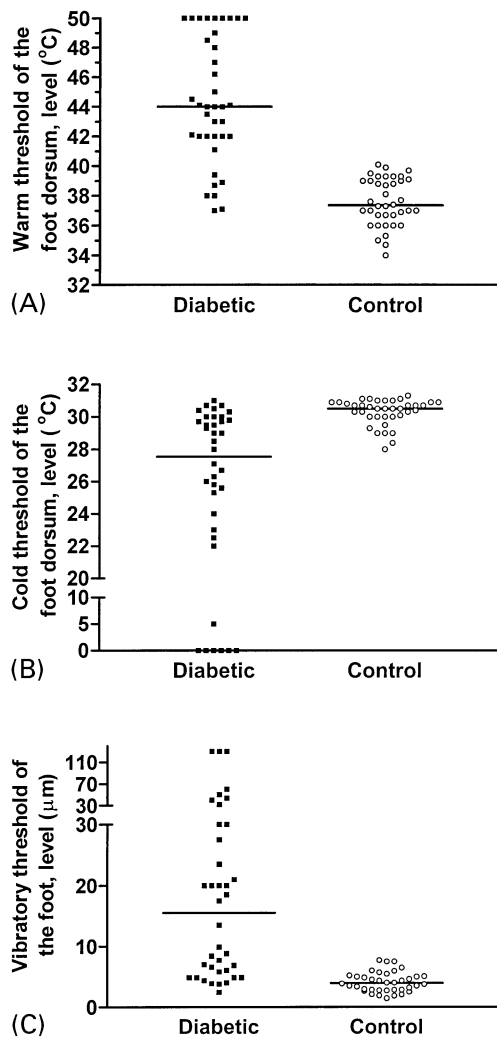 Warm threshold of the
foot dorsum, level (°C)
50
48
46
44
42
40
38
36
34
32
(A)
Diabetic
Control
Cold threshold of the
foot dorsum, level (°C)
32
30
28
26
24
22
20
10
5
0
(B)
Diabetic
Control
Vibratory threshold of
the foot, level (μm)
110
70
30
30
20
10
0
(C)
Diabetic
Control